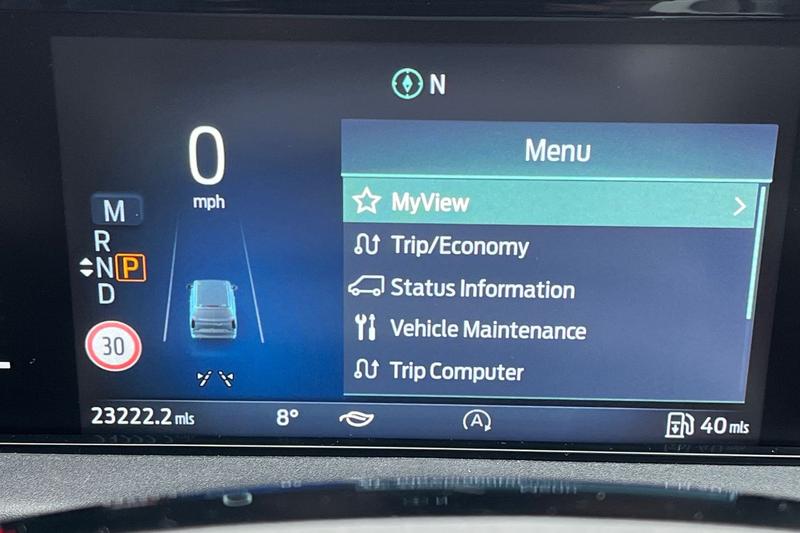 N
0
mph
M
R
N P
D
30
Menu
MyView
Trip/Economy
Status Information
Vehicle Maintenance
Trip Computer
23222.2 mls 8° A 40 mls